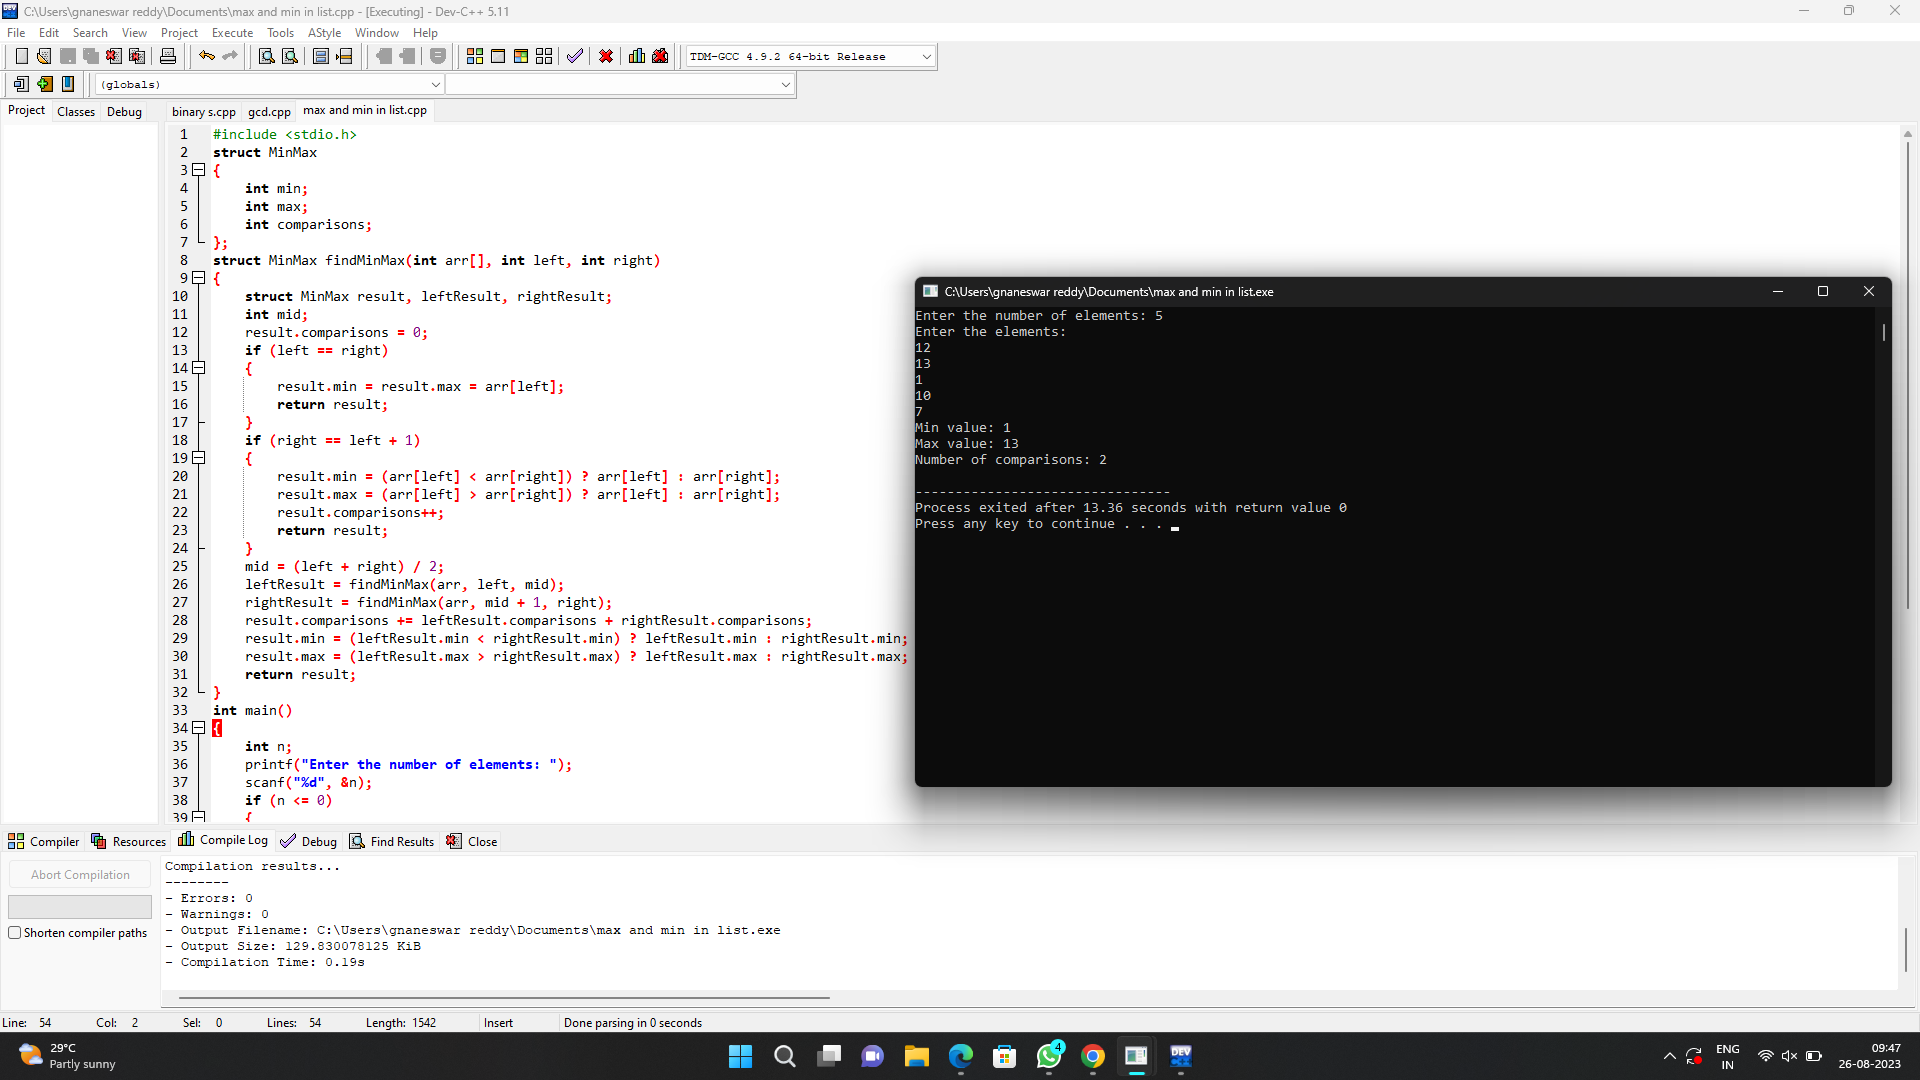 C:\Users\gnaneswar reddy\Documents\max and min in list.cpp - [Executing] - Dev-C++ 5.11
File Edit Search View Project Execute Tools AStyle Window Help
TDM-GCC 4.9.2 64-bit Release
(globals)
Project Classes Debug
binary s.cpp gcd.cpp max and min in list.cpp
1 #include <stdio.h>
2 struct MinMax
3 {
4 int min;
5 int max;
6 int comparisons;
7 };
8 struct MinMax findMinMax(int arr[], int left, int right)
9 {
10 struct MinMax result, leftResult, rightResult;
11 int mid;
12 result.comparisons = 0;
13 if (left == right)
14 {
15 result.min = result.max = arr[left];
16 return result;
17 }
18 if (right == left + 1)
19 {
20 result.min = (arr[left] < arr[right]) ? arr[left] : arr[right];
21 result.max = (arr[left] > arr[right]) ? arr[left] : arr[right];
22 result.comparisons++;
23 return result;
24 }
25 mid = (left + right) / 2;
26 leftResult = findMinMax(arr, left, mid);
27 rightResult = findMinMax(arr, mid + 1, right);
28 result.comparisons += leftResult.comparisons + rightResult.comparisons;
29 result.min = (leftResult.min < rightResult.min) ? leftResult.min : rightResult.min;
30 result.max = (leftResult.max > rightResult.max) ? leftResult.max : rightResult.max;
31 return result;
32 }
33 int main()
34 {
35 int n;
36 printf("Enter the number of elements: ");
37 scanf("%d", &n);
38 if (n <= 0)
39 {
C:\Users\gnaneswar reddy\Documents\max and min in list.exe
Enter the number of elements: 5
Enter the elements:
12
13
1
10
7
Min value: 1
Max value: 13
Number of comparisons: 2
--------------------------------
Process exited after 13.36 seconds with return value 0
Press any key to continue . . .
Compiler Resources Compile Log Debug Find Results Close
Abort Compilation
Shorten compiler paths
Compilation results...
--------
- Errors: 0
- Warnings: 0
- Output Filename: C:\Users\gnaneswar reddy\Documents\max and min in list.exe
- Output Size: 129.830078125 KiB
- Compilation Time: 0.19s
Line: 54 Col: 2 Sel: 0 Lines: 54 Length: 1542 Insert Done parsing in 0 seconds
29°C
Partly sunny
4
DEV
ENG
IN
09:47
26-08-2023